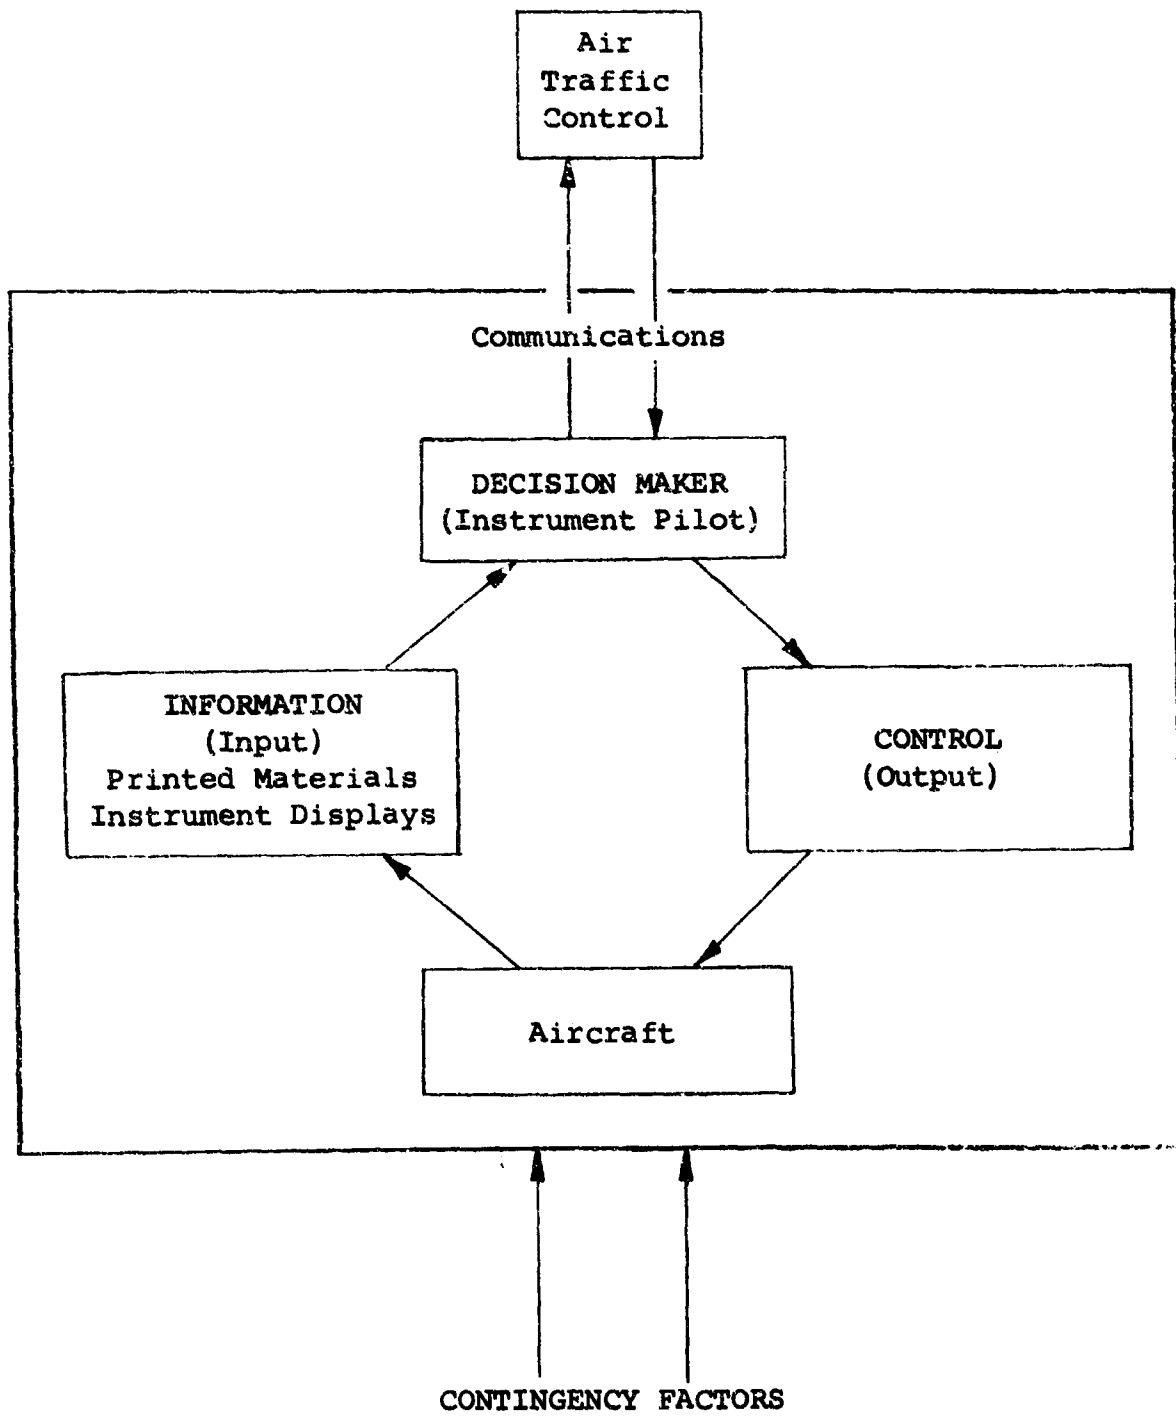 Air
Traffic
Control
Communications
DECISION MAKER
(Instrument Pilot)
INFORMATION
(Input)
Printed Materials
Instrument Displays
CONTROL
(Output)
Aircraft
CONTINGENCY FACTORS